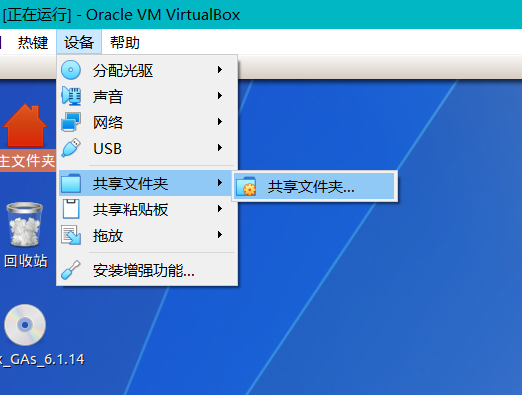 [正在运行] - Oracle VM VirtualBox
热键 设备 帮助
分配光驱
声音
网络
USB
共享文件夹
共享文件夹...
共享粘贴板
拖放
安装增强功能...
主文件夹
回收站
_GAs_6.1.14